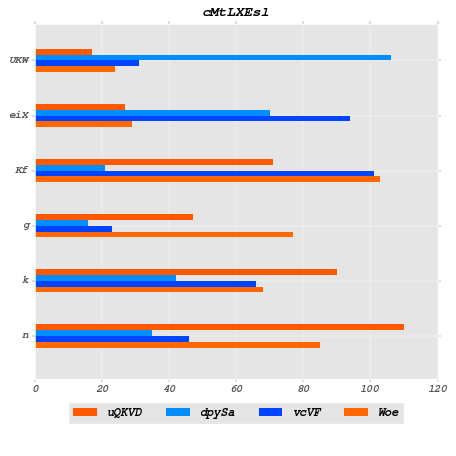 cMtLXEsl
UKW
eiX
Kf
g
k
n
0 20 40 60 80 100 120
uQKVD dpySa vcVF Woe